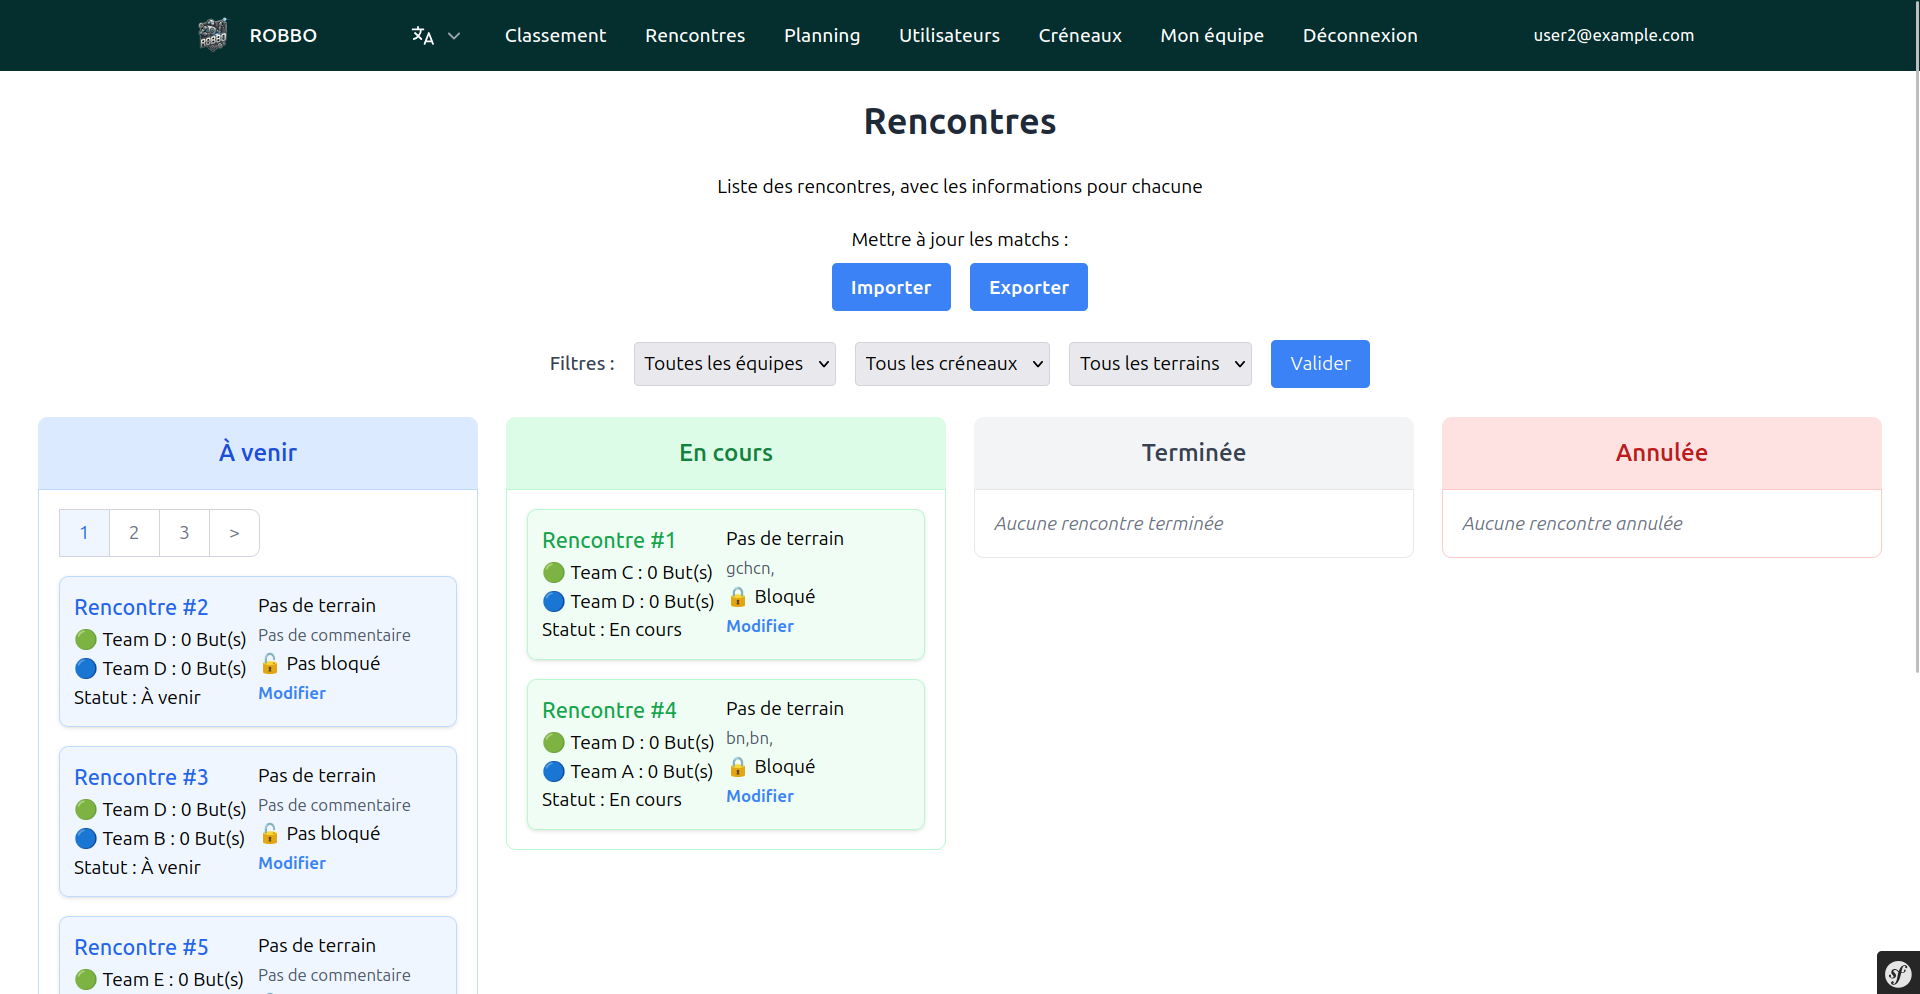 ROBBO
Classement
Rencontres
Planning
Utilisateurs
Créneaux
Mon équipe
Déconnexion
user2@example.com
Rencontres
Liste des rencontres, avec les informations pour chacune
Mettre à jour les matchs :
Importer
Exporter
Filtres :
Toutes les équipes
Tous les créneaux
Tous les terrains
Valider
À venir
1
2
3
>
Rencontre #2
🟢 Team D : 0 But(s)
🔵 Team D : 0 But(s)
Statut : À venir
Pas de terrain
Pas de commentaire
🔓 Pas bloqué
Modifier
Rencontre #3
🟢 Team D : 0 But(s)
🔵 Team B : 0 But(s)
Statut : À venir
Pas de terrain
Pas de commentaire
🔓 Pas bloqué
Modifier
Rencontre #5
🟢 Team E : 0 But(s)
Pas de terrain
Pas de commentaire
En cours
Rencontre #1
🟢 Team C : 0 But(s)
🔵 Team D : 0 But(s)
Statut : En cours
Pas de terrain
gchcn,
🔒 Bloqué
Modifier
Rencontre #4
🟢 Team D : 0 But(s)
🔵 Team A : 0 But(s)
Statut : En cours
Pas de terrain
bn,bn,
🔒 Bloqué
Modifier
Terminée
Aucune rencontre terminée
Annulée
Aucune rencontre annulée
sf